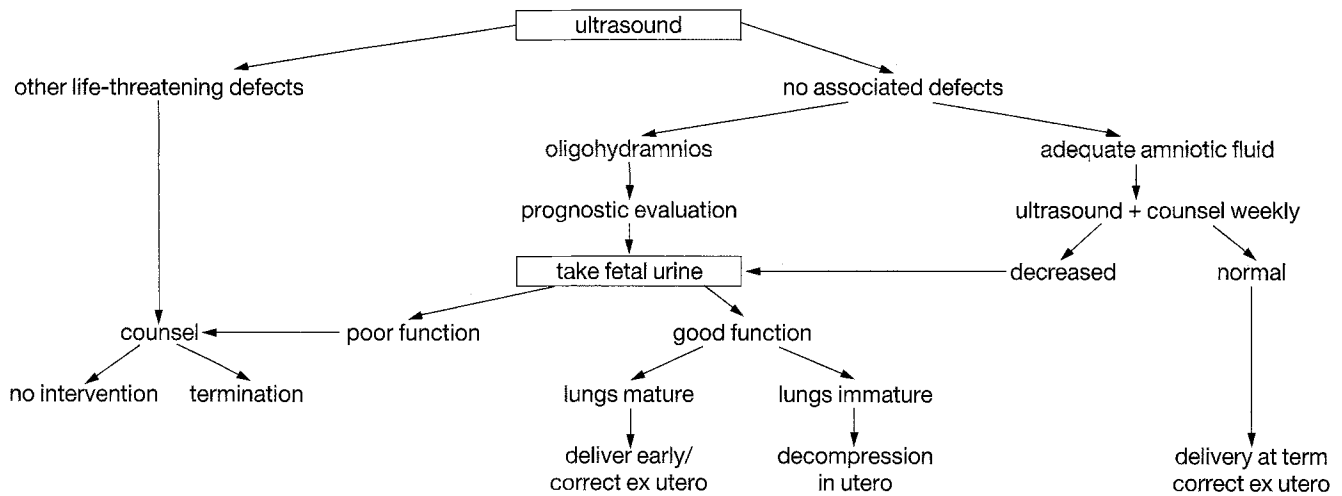 ultrasound
other life-threatening defects
no associated defects
oligohydramnios
adequate amniotic fluid
prognostic evaluation
ultrasound + counsel weekly
take fetal urine
decreased
normal
counsel
poor function
good function
no intervention
termination
lungs mature
lungs immature
deliver early/
correct ex utero
decompression
in utero
delivery at term
correct ex utero